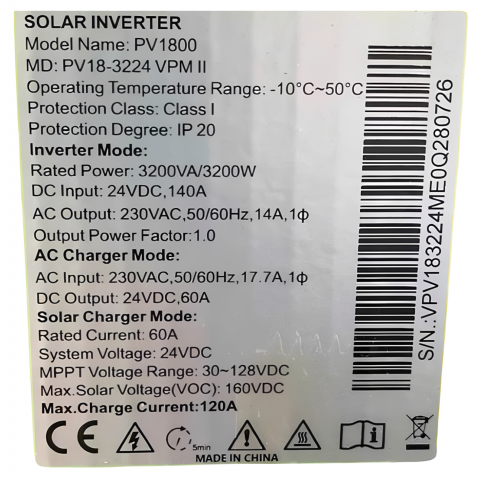 SOLAR INVERTER
Model Name: PV1800
MD: PV18-3224 VPM II
Operating Temperature Range: -10°C~50°C
Protection Class: Class I
Protection Degree: IP 20
Inverter Mode:
Rated Power: 3200VA/3200W
DC Input: 24VDC,140A
AC Output: 230VAC,50/60Hz,14A,1ф
Output Power Factor:1.0
AC Charger Mode:
AC Input: 230VAC,50/60Hz,17.7A,1ф
DC Output: 24VDC,60A
Solar Charger Mode:
Rated Current: 60A
System Voltage: 24VDC
MPPT Voltage Range: 30~128VDC
Max.Solar Voltage(VOC): 160VDC
Max.Charge Current:120A
CE
5min
MADE IN CHINA
S/N.:VPV183224ME0Q280726